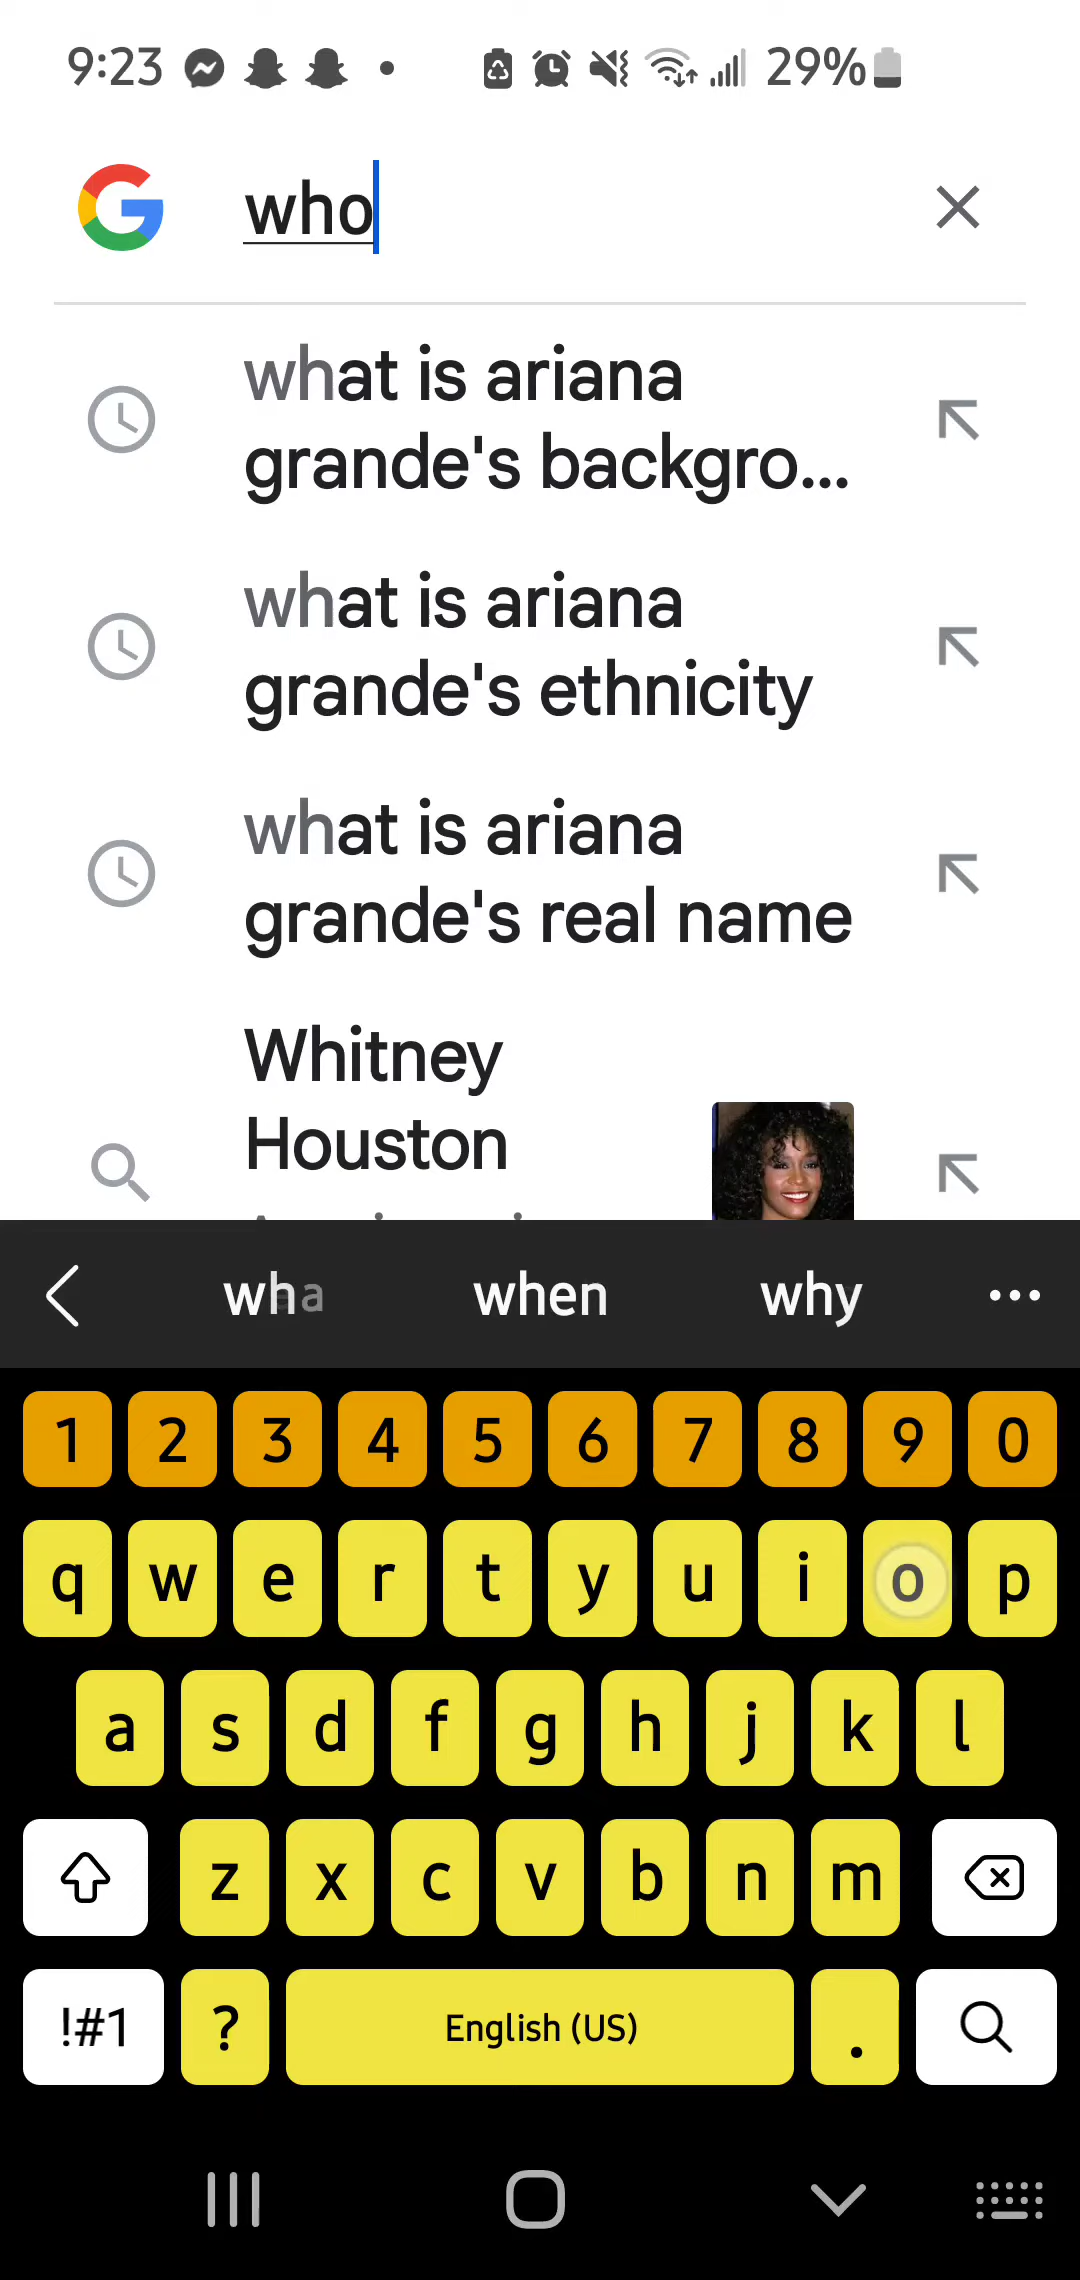 9:23 29%
who
what is ariana
grande's backgro...
what is ariana
grande's ethnicity
what is ariana
grande's real name
Whitney
Houston
when why
1 2 3 4 5 6 7 8 9 0
q w e r t y u i o p
a s d f g h j k l
z x c v b n m
!#1 ? English (US) .